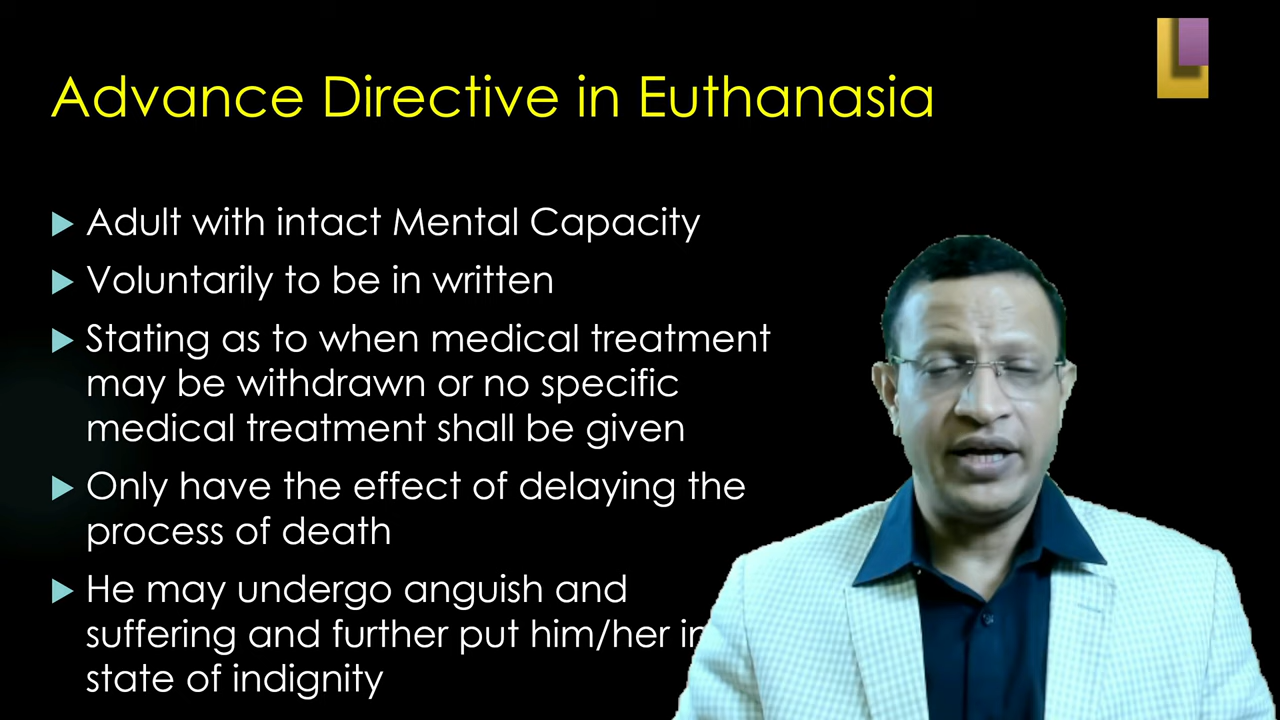 Advance Directive in Euthanasia
Adult with intact Mental Capacity
Voluntarily to be in written
Stating as to when medical treatment
may be withdrawn or no specific
medical treatment shall be given
Only have the effect of delaying the
process of death
He may undergo anguish and
suffering and further put him/her
state of indignity